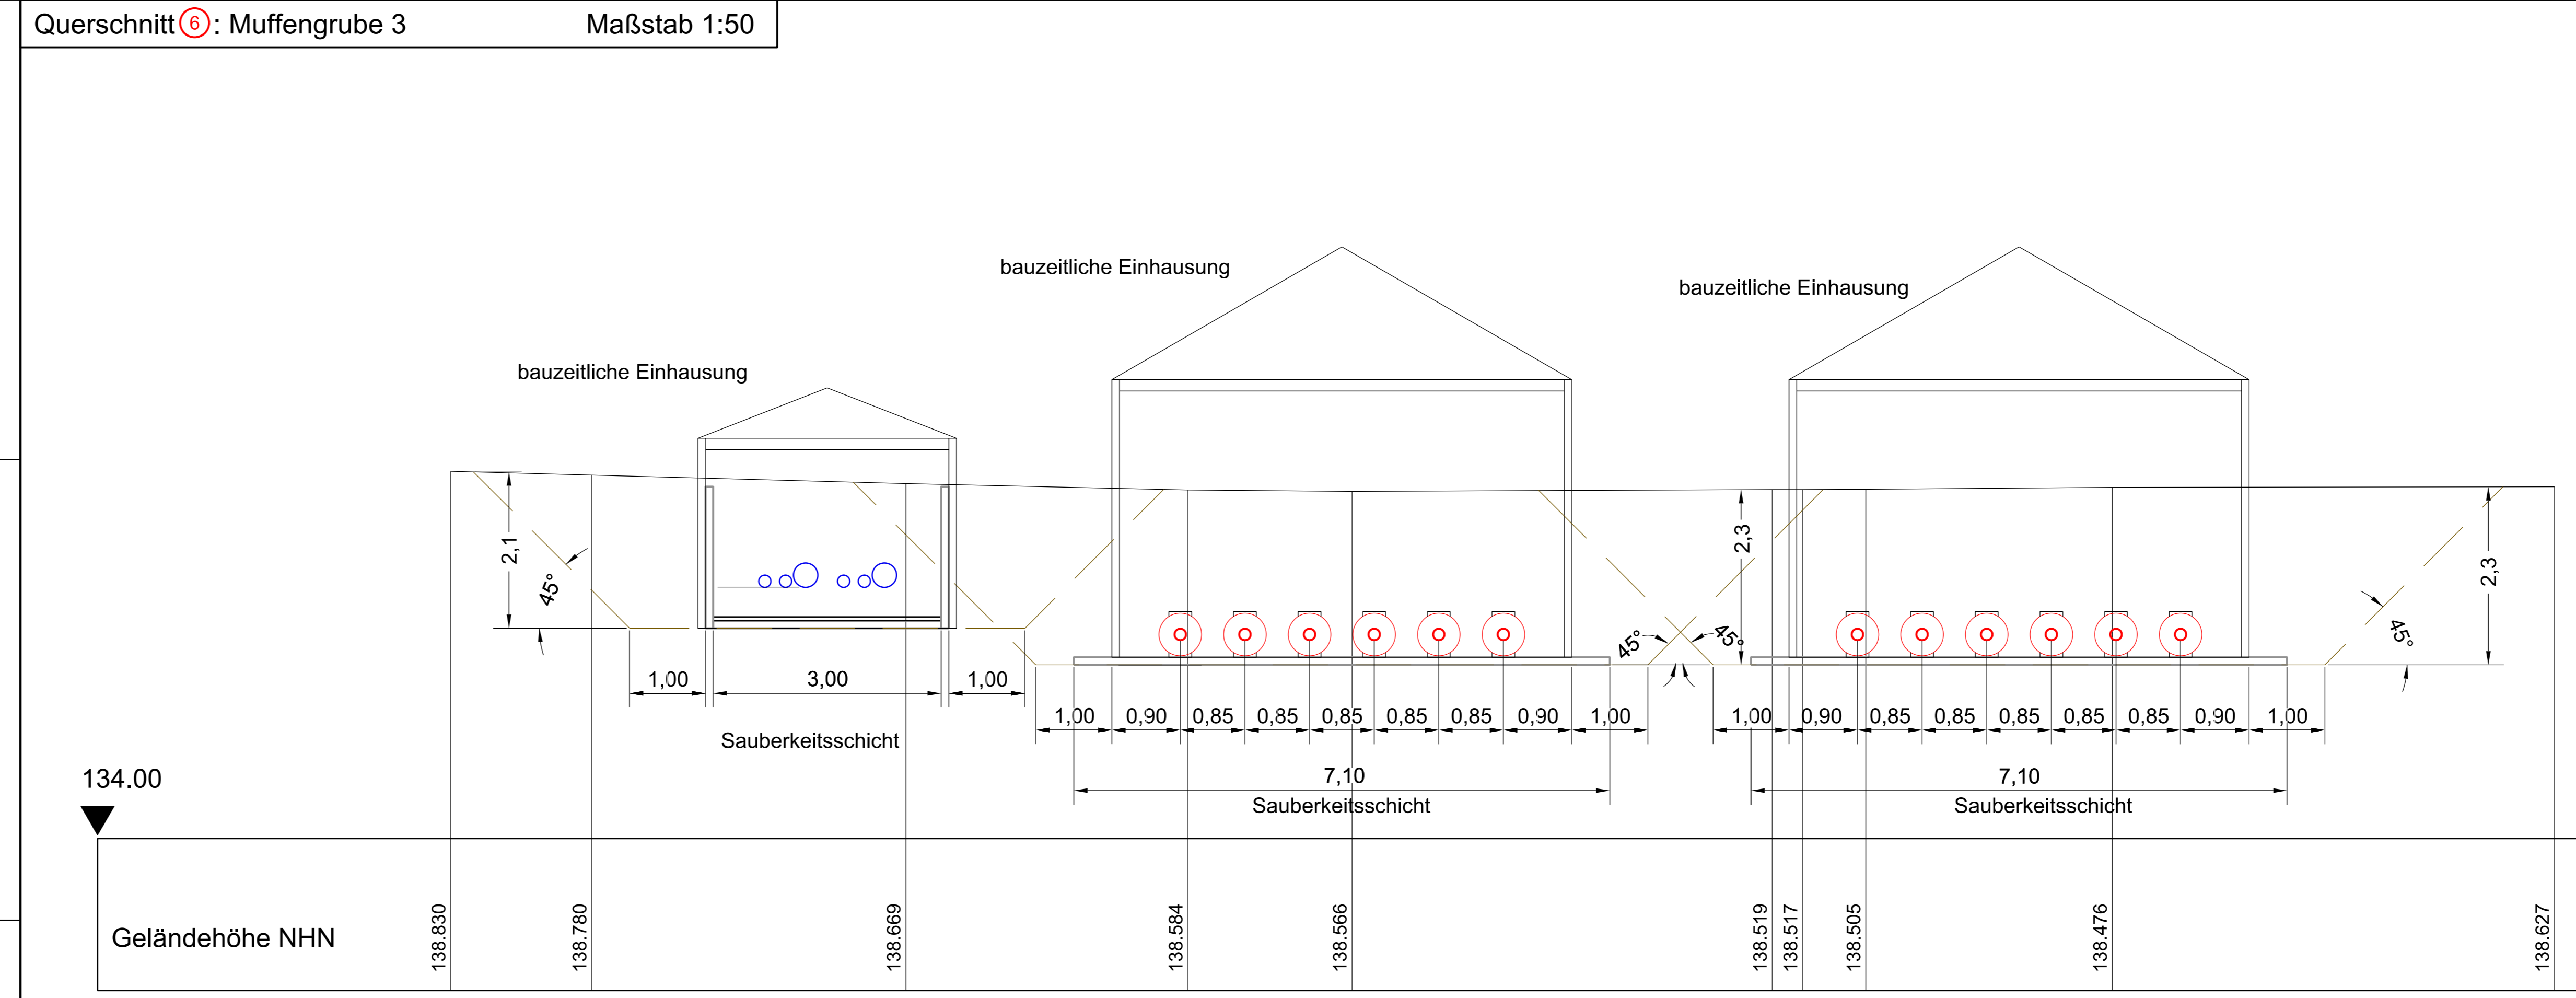 Querschnitt 6 : Muffengrube 3 Maßstab 1:50
bauzeitliche Einhausung
bauzeitliche Einhausung
bauzeitliche Einhausung
2,1
45°
2,3
45°
45°
2,3
45°
1,00 3,00 1,00
Sauberkeitsschicht
1,00 0,90 0,85 0,85 0,85 0,85 0,85 0,90 1,00
1,00 0,90 0,85 0,85 0,85 0,85 0,85 0,90 1,00
7,10
Sauberkeitsschicht
7,10
Sauberkeitsschicht
134.00
Geländehöhe NHN
138.830
138.780
138.669
138.584
138.566
138.519
138.517
138.505
138.476
138.627